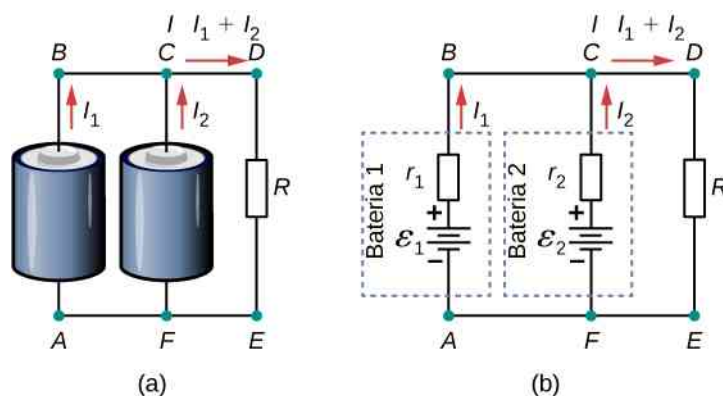 I I₁ + I₂
B C D
I₁ I₂
R
A F E
(a)
I I₁ + I₂
B C D
I₁ I₂
Bateria 1 r₁ + ε₁ −
Bateria 2 r₂ + ε₂ −
R
A F E
(b)